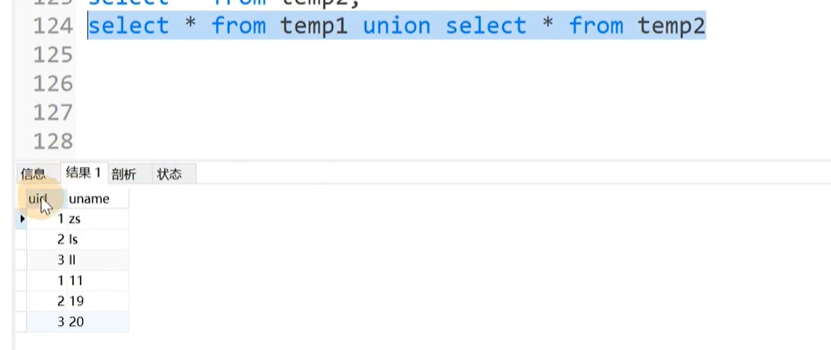 123 select * from temp2;
124 select * from temp1 union select * from temp2
125
126
127
128
信息 结果 1 剖析 状态
uid uname
1 zs
2 ls
3 ll
1 11
2 19
3 20